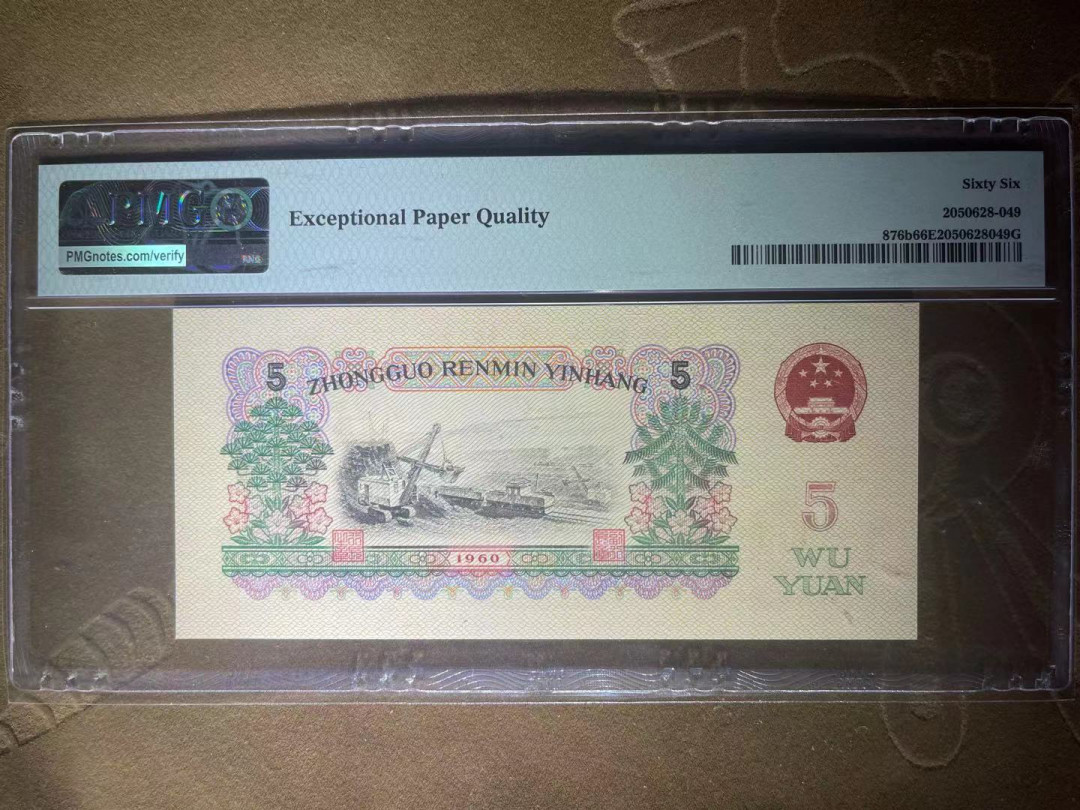 PMG
PMGnotes.com/verify
Exceptional Paper Quality
Sixty Six
2050628-049
876b66E2050628049G
5 ZHONGGUO RENMIN YINHANG 5
1960
5
WU
YUAN